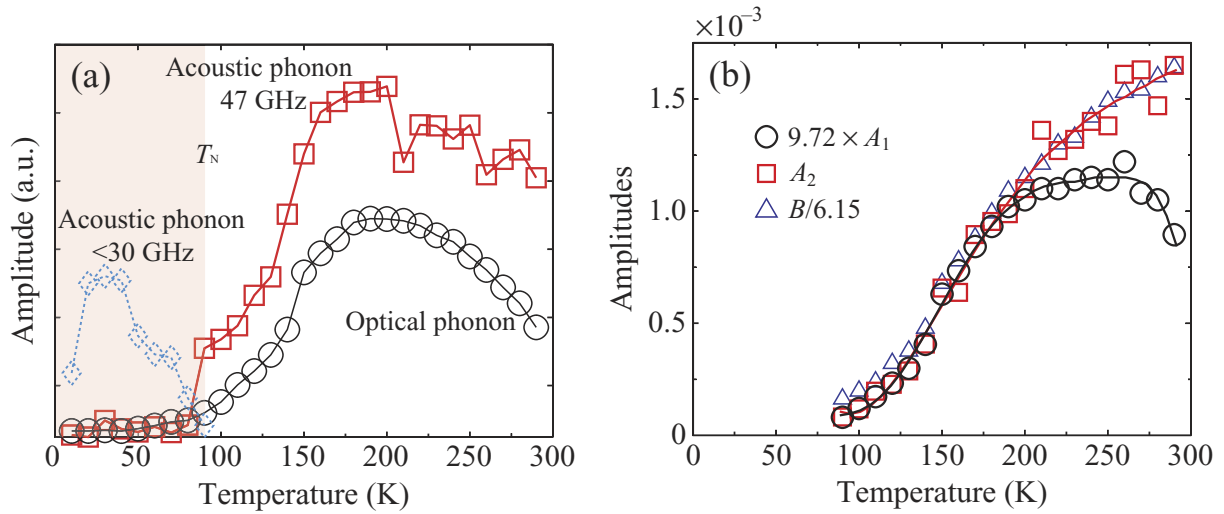 (a)
Acoustic phonon
47 GHz
T_N
Acoustic phonon
<30 GHz
Optical phonon
Amplitude (a.u.)
0 50 100 150 200 250 300
Temperature (K)
×10⁻³
(b)
9.72 × A₁
A₂
B/6.15
Amplitudes
1.5
1.0
0.5
0
0 50 100 150 200 250 300
Temperature (K)